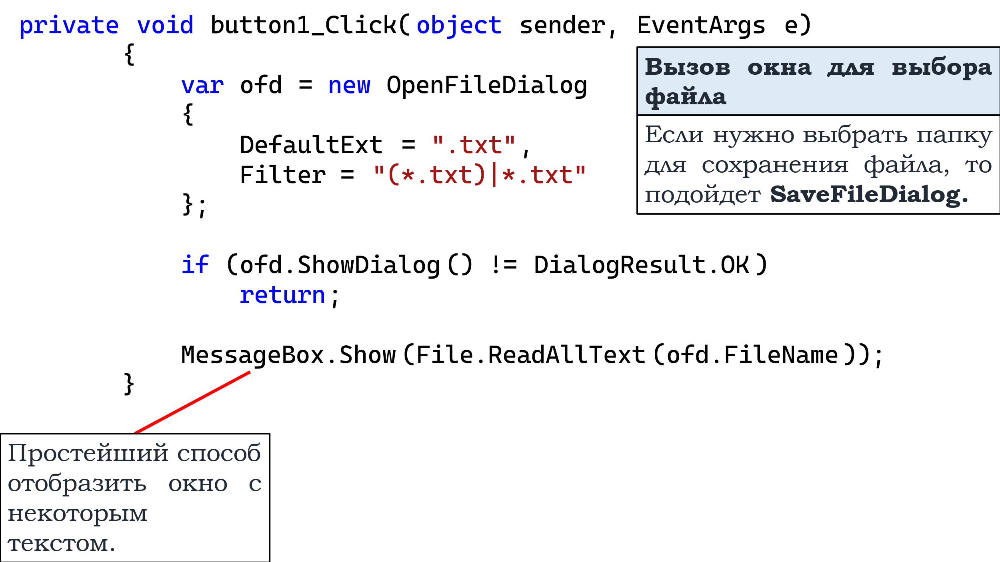 private void button1_Click(object sender, EventArgs e)
{
var ofd = new OpenFileDialog
{
DefaultExt = ".txt",
Filter = "(*.txt)|*.txt"
};
if (ofd.ShowDialog() != DialogResult.OK)
return;
MessageBox.Show(File.ReadAllText(ofd.FileName));
}
Вызов окна для выбора
файла
Если нужно выбрать папку
для сохранения файла, то
подойдет SaveFileDialog.
Простейший способ
отобразить окно с
некоторым
текстом.